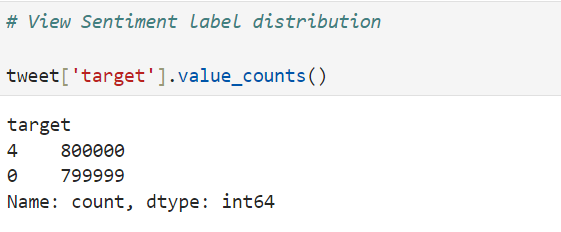 # View Sentiment label distribution
tweet['target'].value_counts()
target
4    800000
0    799999
Name: count, dtype: int64